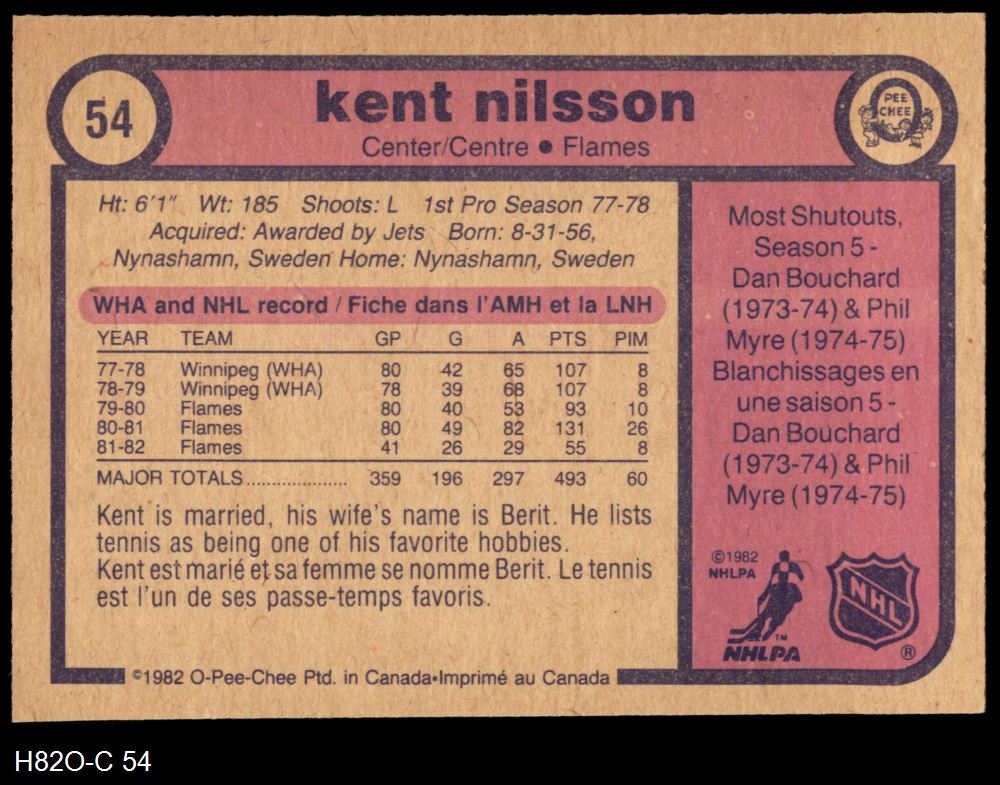 54
kent nilsson
Center/Centre ● Flames
PEE
CHEE
Ht: 6'1" Wt: 185 Shoots: L 1st Pro Season 77-78
Acquired: Awarded by Jets Born: 8-31-56,
Nynashamn, Sweden Home: Nynashamn, Sweden
WHA and NHL record / Fiche dans l'AMH et la LNH
YEAR TEAM GP G A PTS PIM
77-78 Winnipeg (WHA) 80 42 65 107 8
78-79 Winnipeg (WHA) 78 39 68 107 8
79-80 Flames 80 40 53 93 10
80-81 Flames 80 49 82 131 26
81-82 Flames 41 26 29 55 8
MAJOR TOTALS.................... 359 196 297 493 60
Kent is married, his wife's name is Berit. He lists
tennis as being one of his favorite hobbies.
Kent est marié et sa femme se nomme Berit. Le tennis
est l'un de ses passe-temps favoris.
Most Shutouts,
Season 5 -
Dan Bouchard
(1973-74) & Phil
Myre (1974-75)
Blanchissages en
une saison 5 -
Dan Bouchard
(1973-74) & Phil
Myre (1974-75)
©1982
NHLPA
TM
NHLPA
NHL
®
©1982 O-Pee-Chee Ptd. in Canada•Imprimé au Canada
H82O-C 54